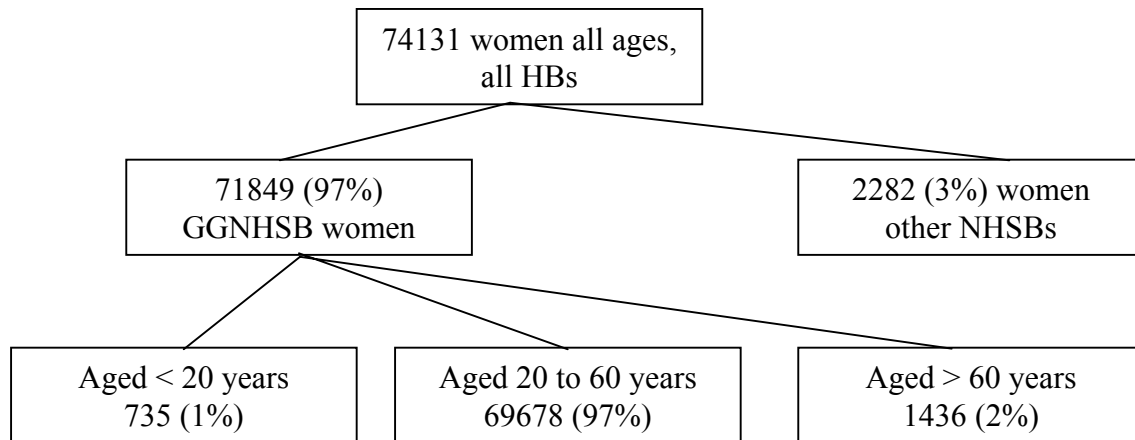 74131 women all ages,
all HBs
71849 (97%)
GGNHSB women
2282 (3%) women
other NHSBs
Aged < 20 years
735 (1%)
Aged 20 to 60 years
69678 (97%)
Aged > 60 years
1436 (2%)